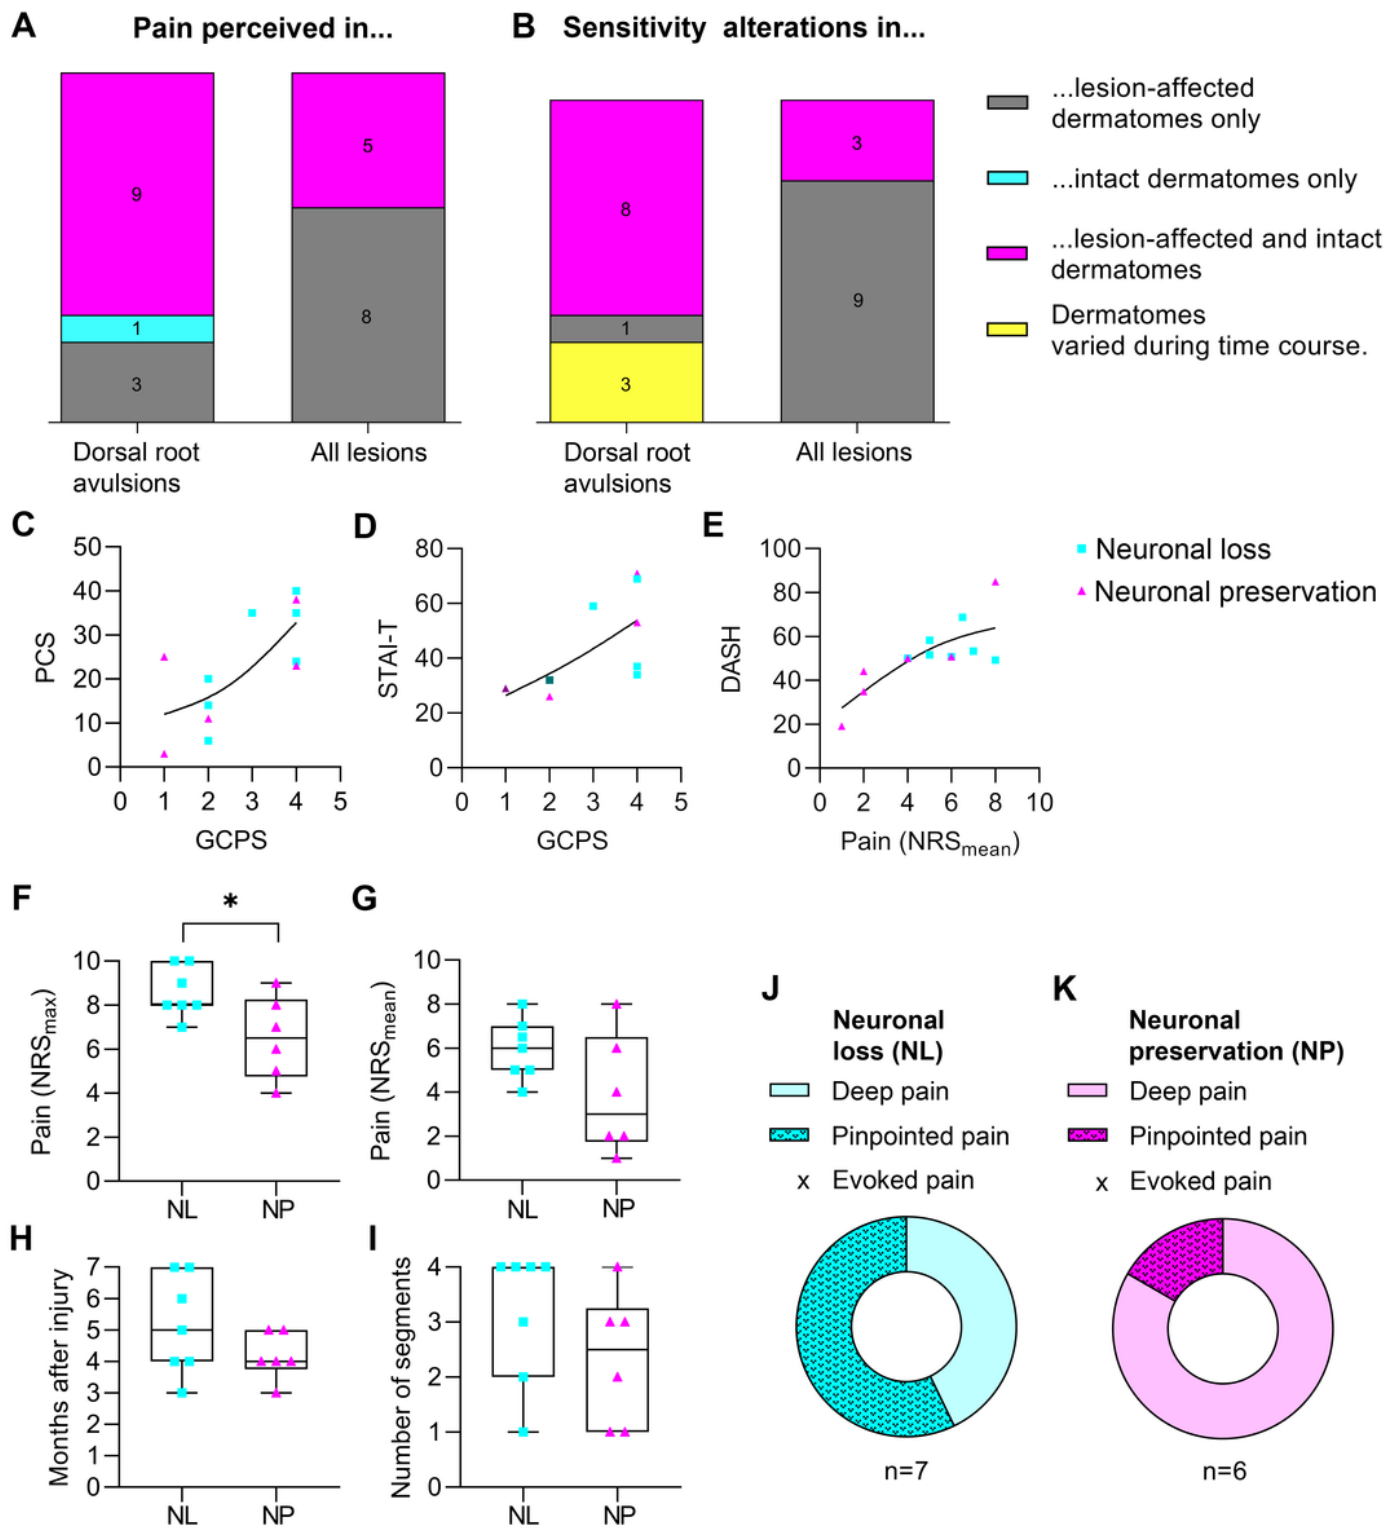 A
Pain perceived in...
9
1
3
5
8
Dorsal root
avulsions
All lesions
B
Sensitivity alterations in...
8
1
3
3
9
Dorsal root
avulsions
All lesions
...lesion-affected
dermatomes only
...intact dermatomes only
...lesion-affected and intact
dermatomes
Dermatomes
varied during time course.
C
PCS
50
40
30
20
10
0
0 1 2 3 4 5
GCPS
D
STAI-T
80
60
40
20
0
0 1 2 3 4 5
GCPS
E
DASH
100
80
60
40
20
0
0 2 4 6 8 10
Pain (NRSmean)
Neuronal loss
Neuronal preservation
F
*
Pain (NRSmax)
10
8
6
4
2
0
NL NP
G
Pain (NRSmean)
10
8
6
4
2
0
NL NP
H
Months after injury
7
6
5
4
3
2
1
0
NL NP
I
Number of segments
4
3
2
1
0
NL NP
J
Neuronal
loss (NL)
Deep pain
Pinpointed pain
x Evoked pain
n=7
K
Neuronal
preservation (NP)
Deep pain
Pinpointed pain
x Evoked pain
n=6